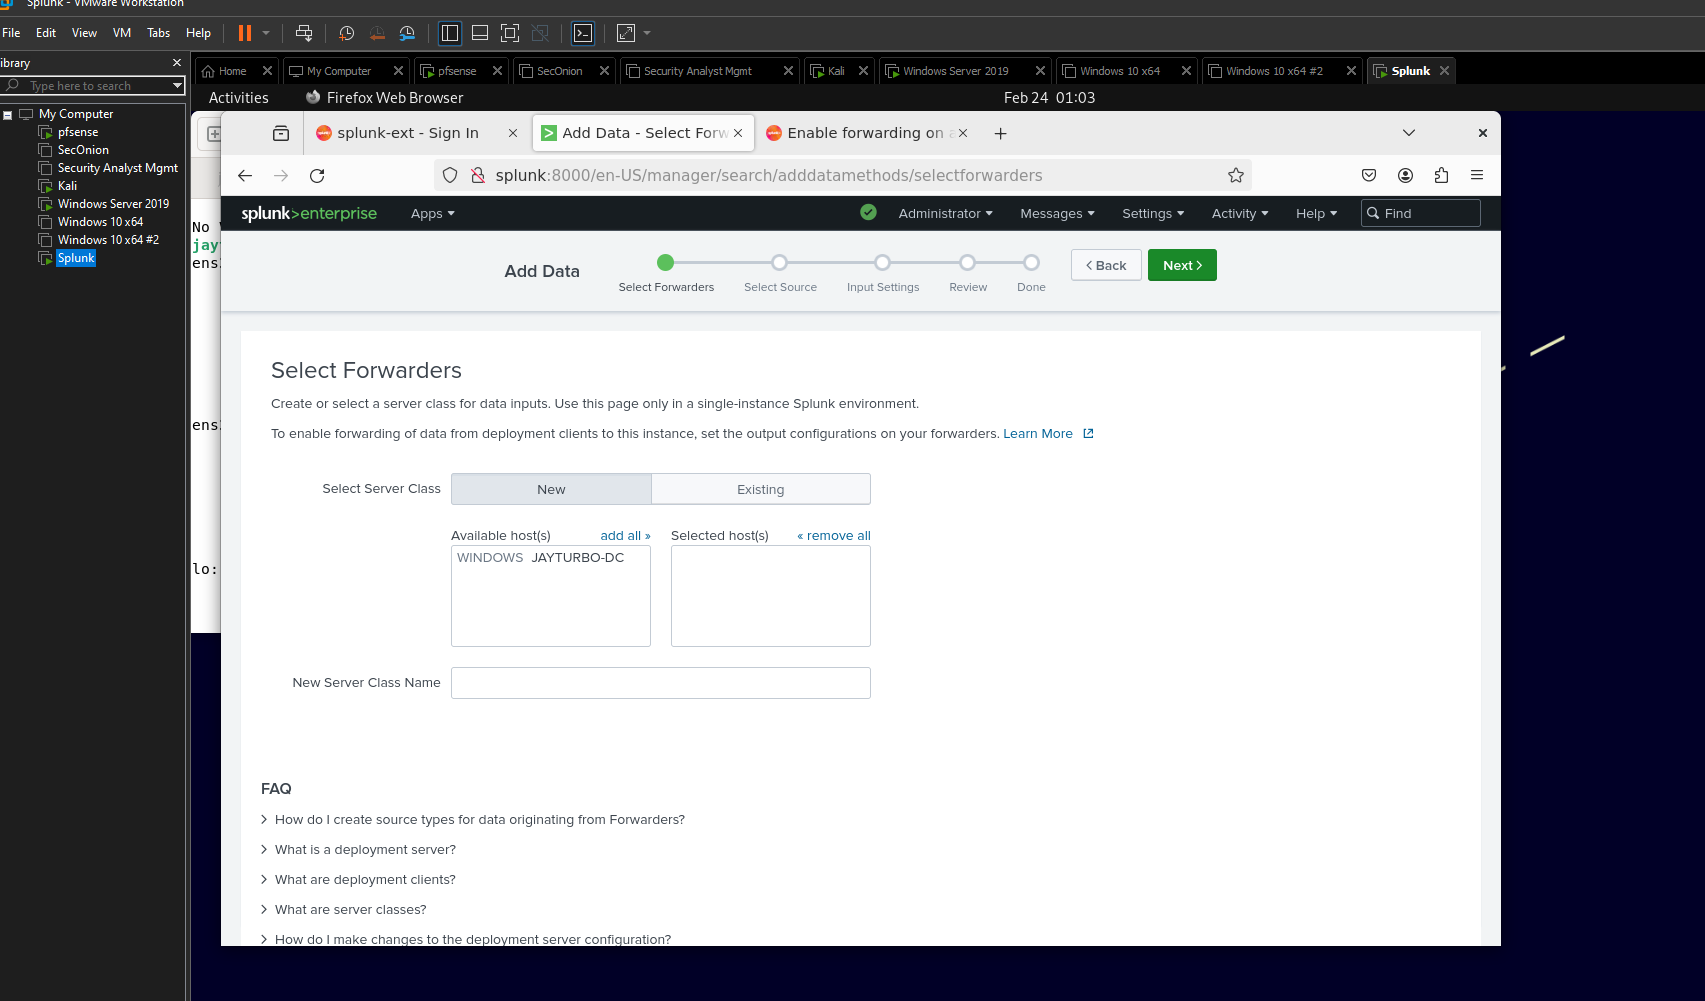 Splunk - VMware Workstation
File Edit View VM Tabs Help
ibrary
Type here to search
My Computer
pfsense
SecOnion
Security Analyst Mgmt
Kali
Windows Server 2019
Windows 10 x64
Windows 10 x64 #2
Splunk
Home My Computer pfsense SecOnion Security Analyst Mgmt Kali Windows Server 2019 Windows 10 x64 Windows 10 x64 #2 Splunk
Activities Firefox Web Browser Feb 24 01:03
splunk-ext - Sign In Add Data - Select Forw Enable forwarding on a
splunk:8000/en-US/manager/search/adddatamethods/selectforwarders
splunk>enterprise Apps Administrator Messages Settings Activity Help Find
No
jay
ens
ens
lo:
Add Data
Select Forwarders Select Source Input Settings Review Done
< Back Next >
Select Forwarders
Create or select a server class for data inputs. Use this page only in a single-instance Splunk environment.
To enable forwarding of data from deployment clients to this instance, set the output configurations on your forwarders. Learn More
Select Server Class New Existing
Available host(s) add all » Selected host(s) « remove all
WINDOWS JAYTURBO-DC
New Server Class Name
FAQ
> How do I create source types for data originating from Forwarders?
> What is a deployment server?
> What are deployment clients?
> What are server classes?
> How do I make changes to the deployment server configuration?